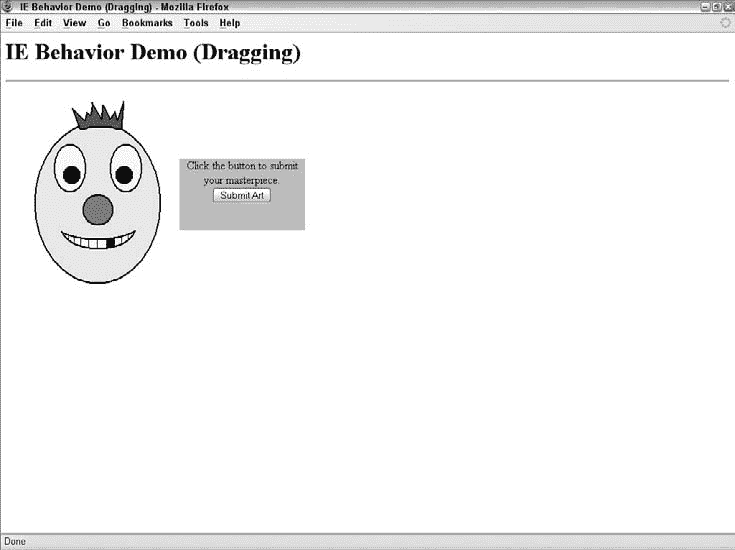 IE Behavior Demo (Dragging) - Mozilla Firefox
File Edit View Go Bookmarks Tools Help
IE Behavior Demo (Dragging)
Click the button to submit
your masterpiece.
Submit Art
Done